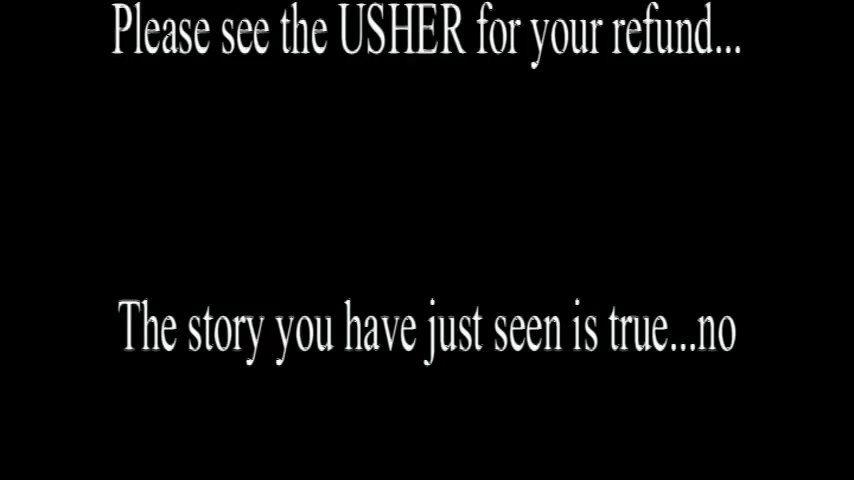 Please see the USHER for your refund...
The story you have just seen is true...no